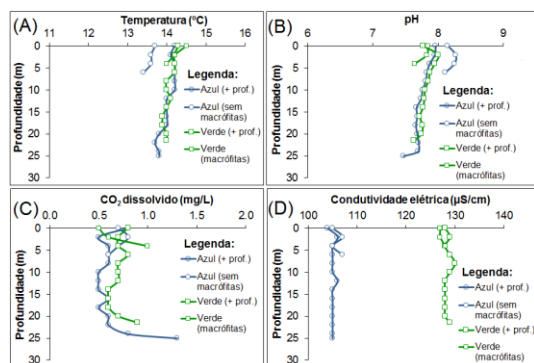 (A)
Temperatura (ºC)
11 12 13 14 15 16
Profundidade (m)
0
5
10
15
20
25
30
Legenda:
Azul (+ prof.)
Azul (sem
macrófitas)
Verde (+ prof.)
Verde
(macrófitas)
(B)
pH
6 7 8 9
Profundidade (m)
0
5
10
15
20
25
30
Legenda:
Azul (+ prof.)
Azul (sem
macrófitas)
Verde (+ prof.)
Verde
(macrófitas)
(C)
CO2 dissolvido (mg/L)
0.0 0.5 1.0 1.5
Profundidade (m)
0
5
10
15
20
25
30
Legenda:
Azul (+ prof.)
Azul (sem
macrófitas)
Verde (+ prof.)
Verde
(macrófitas)
(D)
Condutividade elétrica (µS/cm)
100 110 120 130 140
Profundidade (m)
0
5
10
15
20
25
30
Legenda:
Azul (+ prof.)
Azul (sem
macrófitas)
Verde (+ prof.)
Verde
(macrófitas)